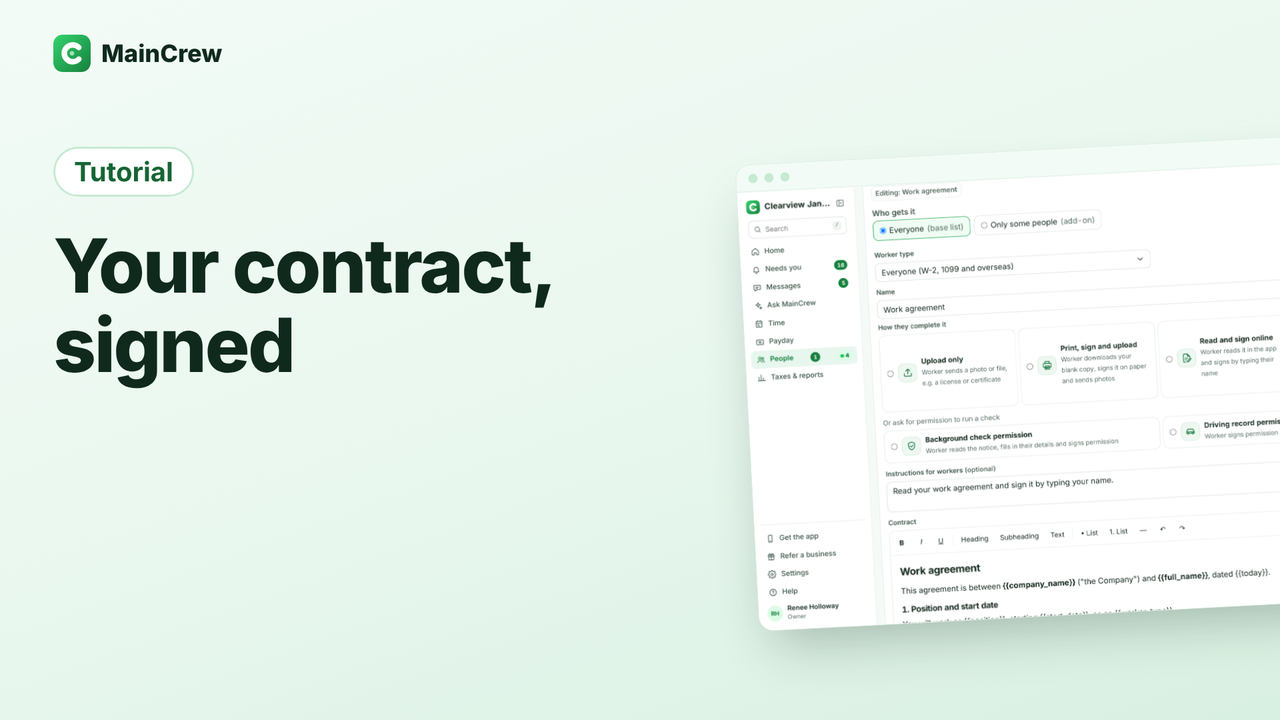 MainCrew
Tutorial
Your contract,
signed
Clearview Jan...
Search
/
Home
Needs you
16
Messages
5
Ask MainCrew
Time
Payday
People
1
4
Taxes & reports
Get the app
Refer a business
Settings
Help
RH
Renee Holloway
Owner
Editing: Work agreement
Who gets it
Everyone (base list)
Only some people (add-on)
Worker type
Everyone (W-2, 1099 and overseas)
Name
Work agreement
How they complete it
Upload only
Worker sends a photo or file,
e.g. a license or certificate
Print, sign and upload
Worker downloads your
blank copy, signs it on paper
and sends photos
Read and sign online
Worker reads it in the app
and signs by typing their
name
Or ask for permission to run a check
Background check permission
Worker reads the notice, fills in their details and signs permission
Driving record permis
Worker signs permission
Instructions for workers (optional)
Read your work agreement and sign it by typing your name.
Contract
B I U Heading Subheading Text • List 1. List —
Work agreement
This agreement is between {{company_name}} ("the Company") and {{full_name}}, dated {{today}}.
1. Position and start date